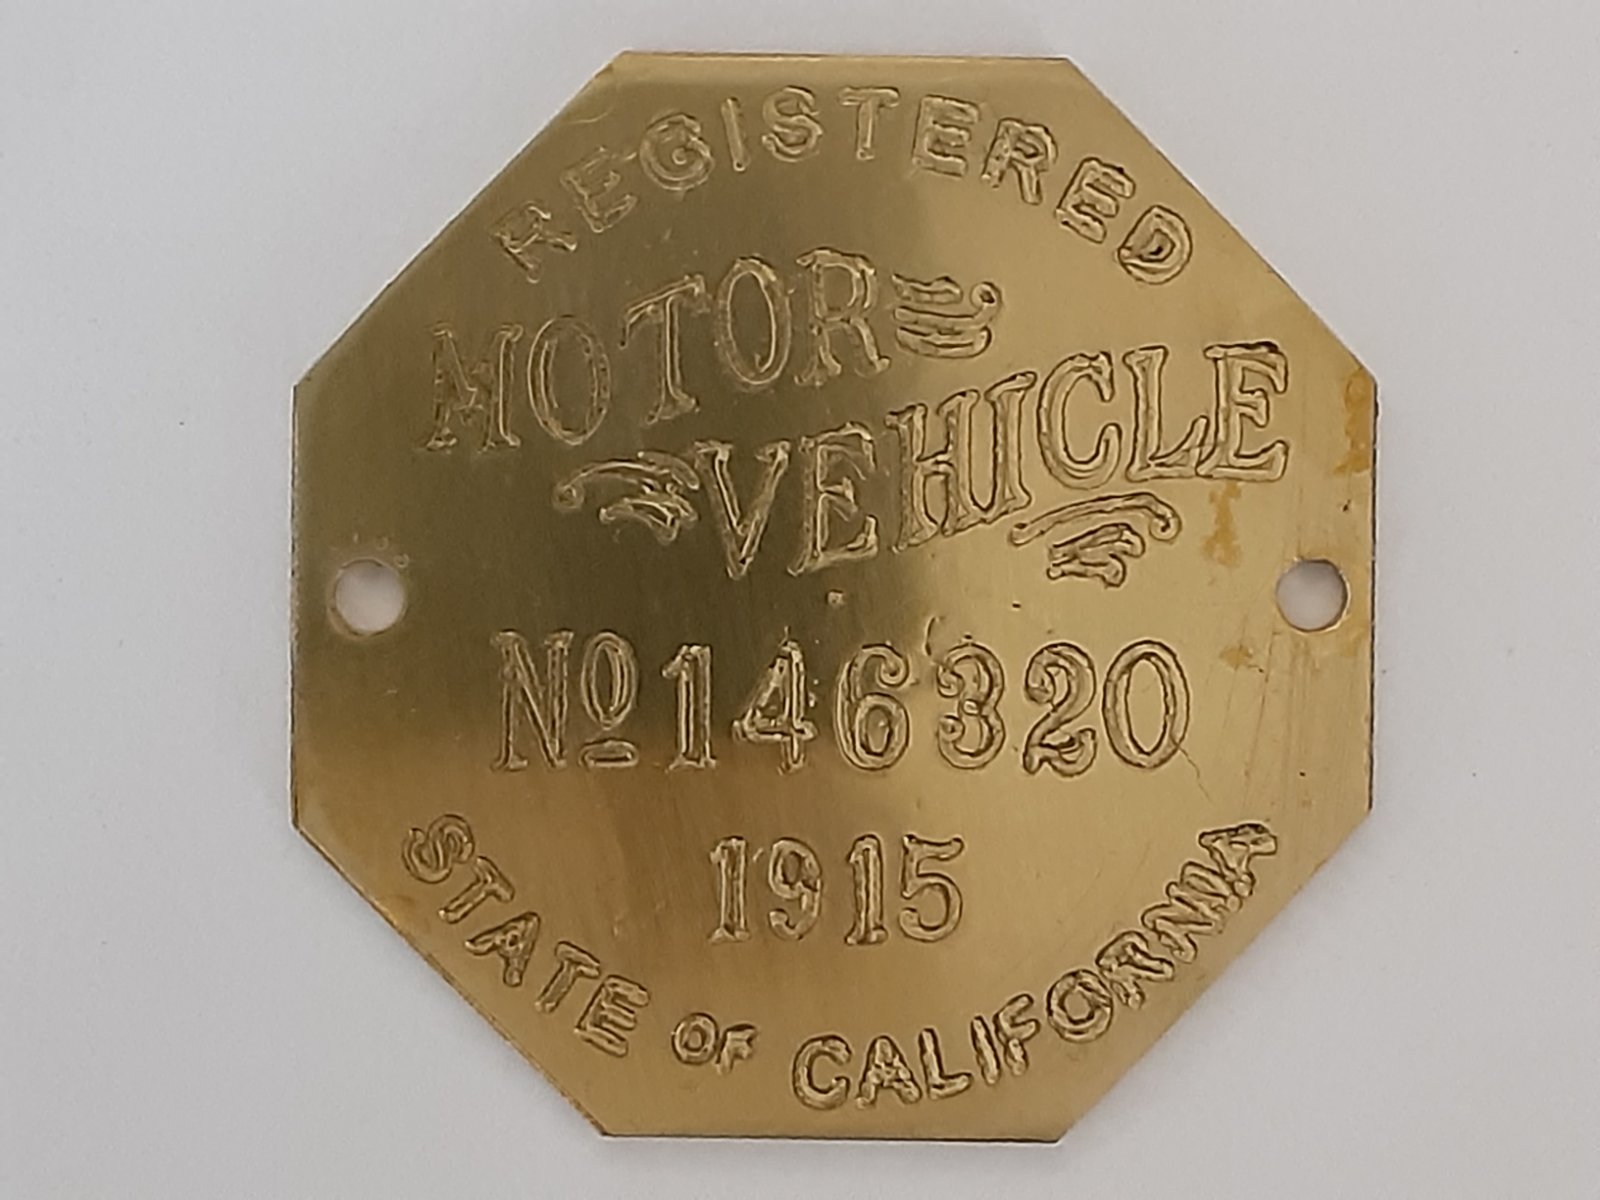 REGISTERED
MOTOR
VEHICLE
Nº 146320
1915
STATE OF CALIFORNIA